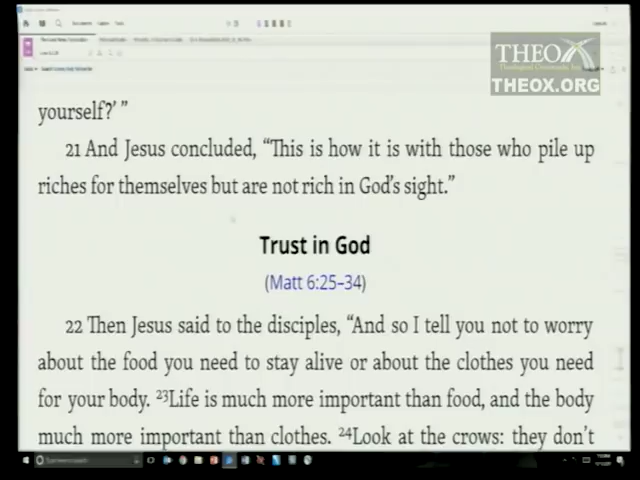 THEOX
THEOX.ORG
yourself?' "
21 And Jesus concluded, "This is how it is with those who pile up
riches for themselves but are not rich in God's sight."
Trust in God
(Matt 6:25–34)
22 Then Jesus said to the disciples, "And so I tell you not to worry
about the food you need to stay alive or about the clothes you need
for your body. 23Life is much more important than food, and the body
much more important than clothes. 24Look at the crows: they don't